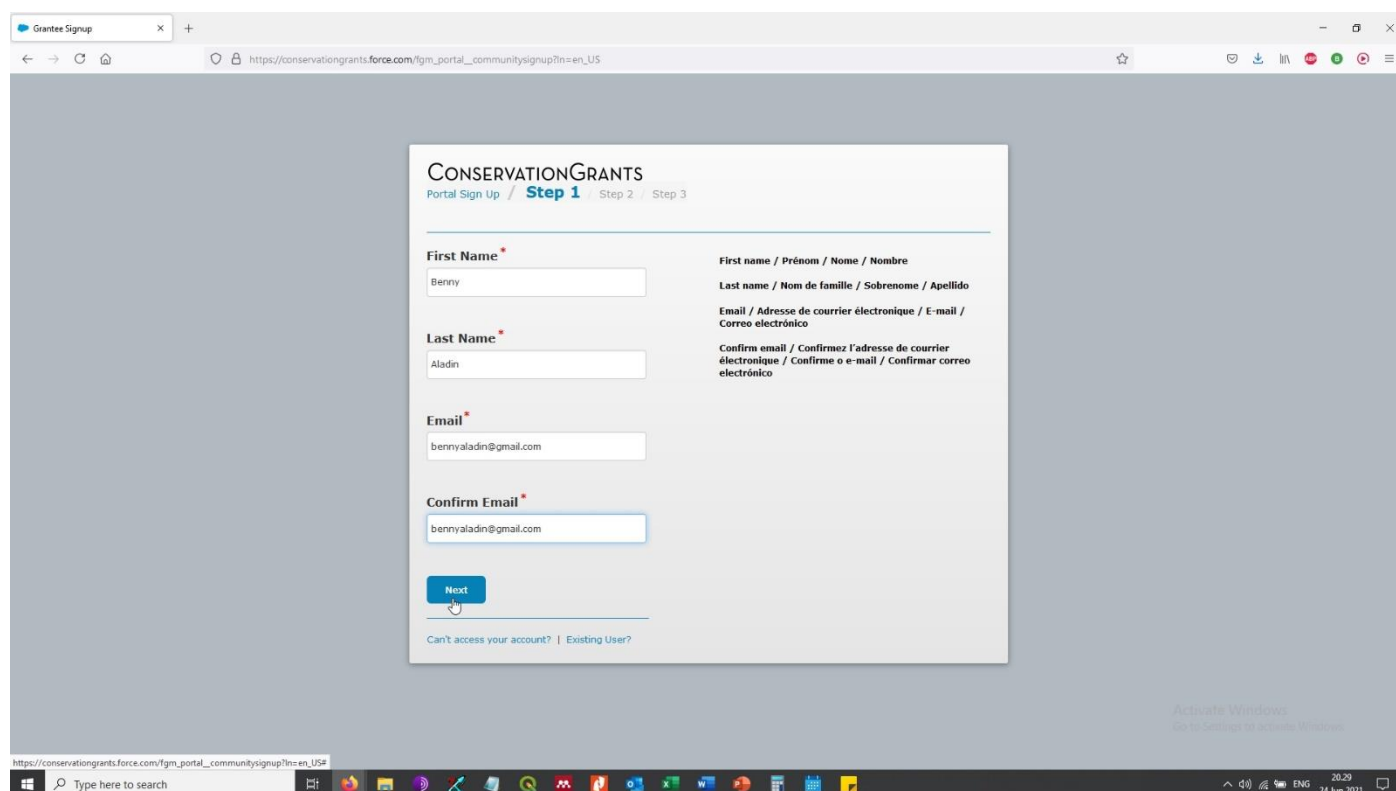 Grantee Signup
https://conservationgrants.force.com/fgm_portal__communitysignup?ln=en_US
ABP
B
CONSERVATIONGRANTS
Portal Sign Up / Step 1 / Step 2 / Step 3
First Name*
Benny
First name / Prénom / Nome / Nombre
Last name / Nom de famille / Sobrenome / Apellido
Email / Adresse de courrier électronique / E-mail /
Correo electrónico
Confirm email / Confirmez l'adresse de courrier
électronique / Confirme o e-mail / Confirmar correo
electrónico
Last Name*
Aladin
Email*
bennyaladin@gmail.com
Confirm Email*
bennyaladin@gmail.com
Next
Can't access your account? | Existing User?
Activate Windows
Go to Settings to activate Windows.
https://conservationgrants.force.com/fgm_portal__communitysignup?ln=en_US#
Type here to search
ENG
20.29
24 Jun 2021